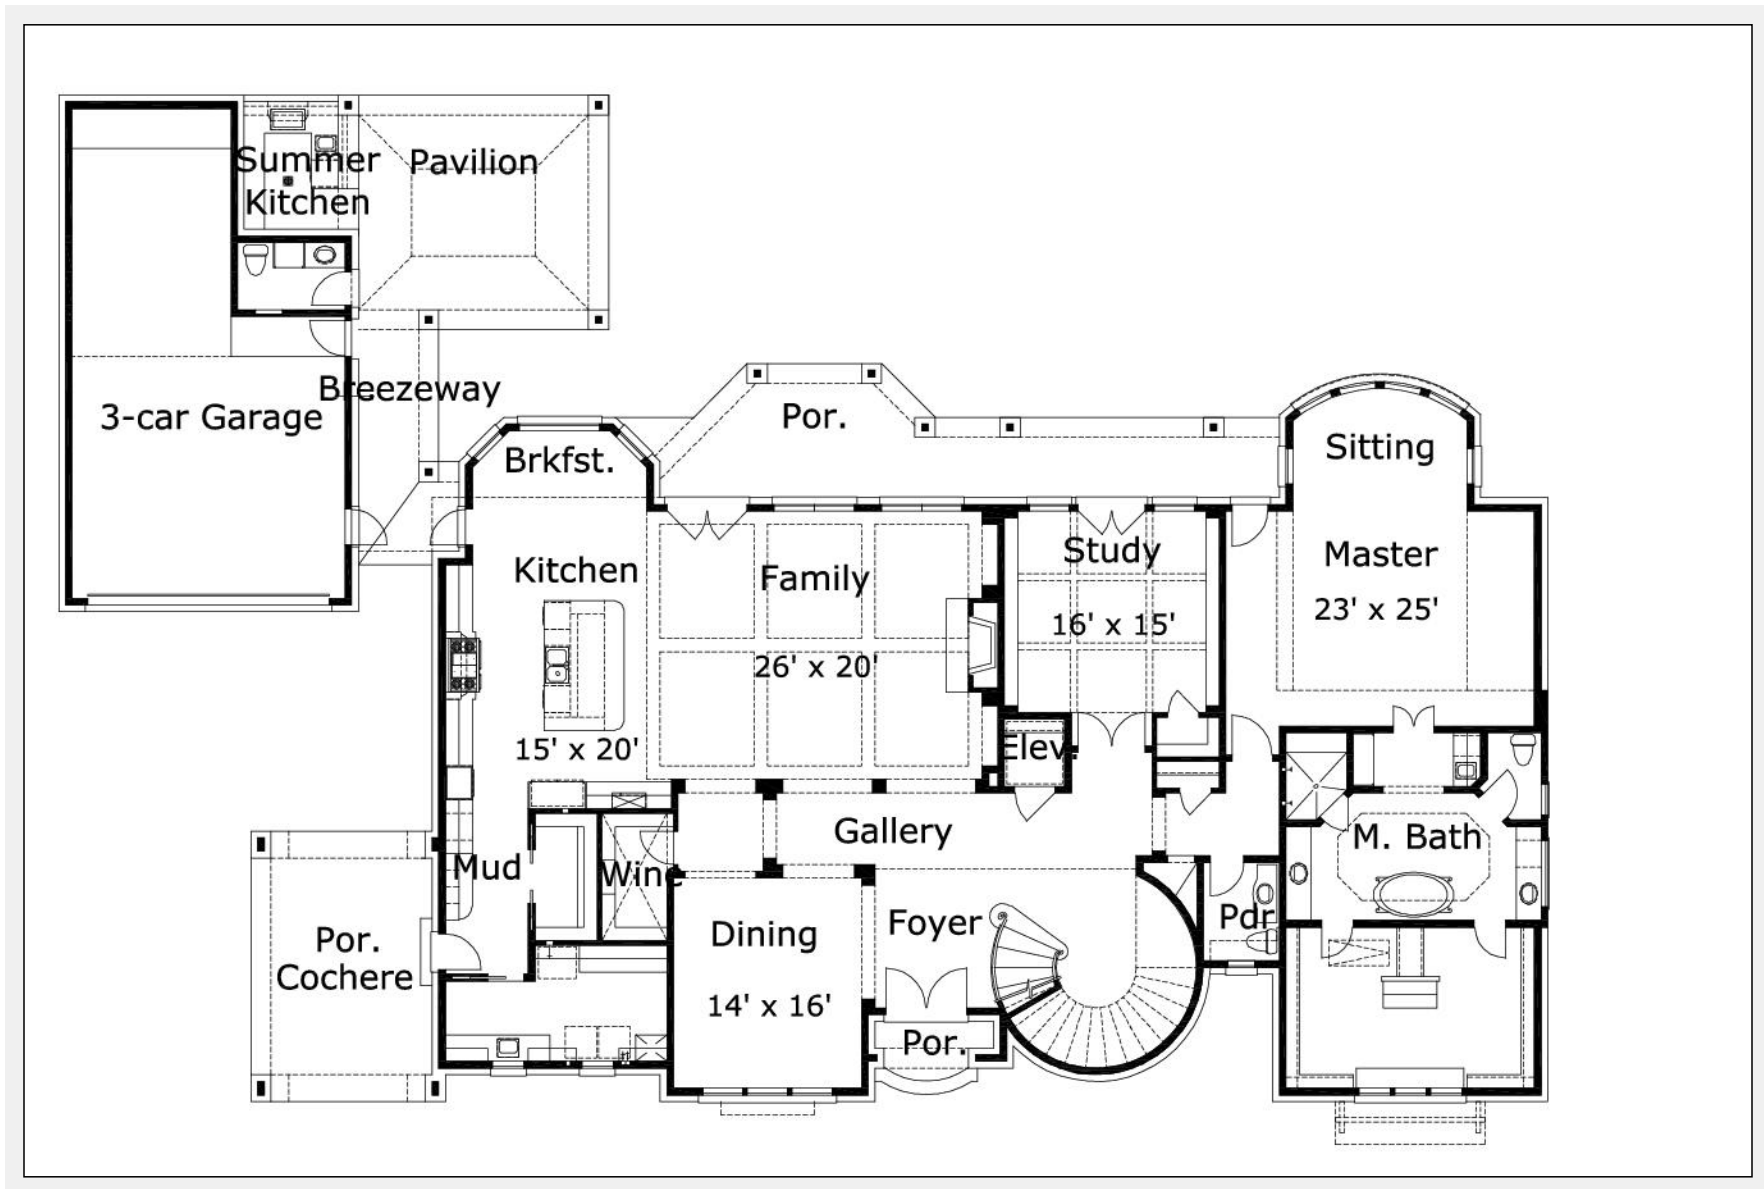 Summer
Kitchen
Pavilion
Breezeway
3-car Garage
Por.
Brkfst.
Sitting
Kitchen
15' x 20'
Family
26' x 20'
Study
16' x 15'
Master
23' x 25'
Elev.
Gallery
M. Bath
Mud
Wine
Por.
Cochere
Dining
14' x 16'
Foyer
Pdr
Por.